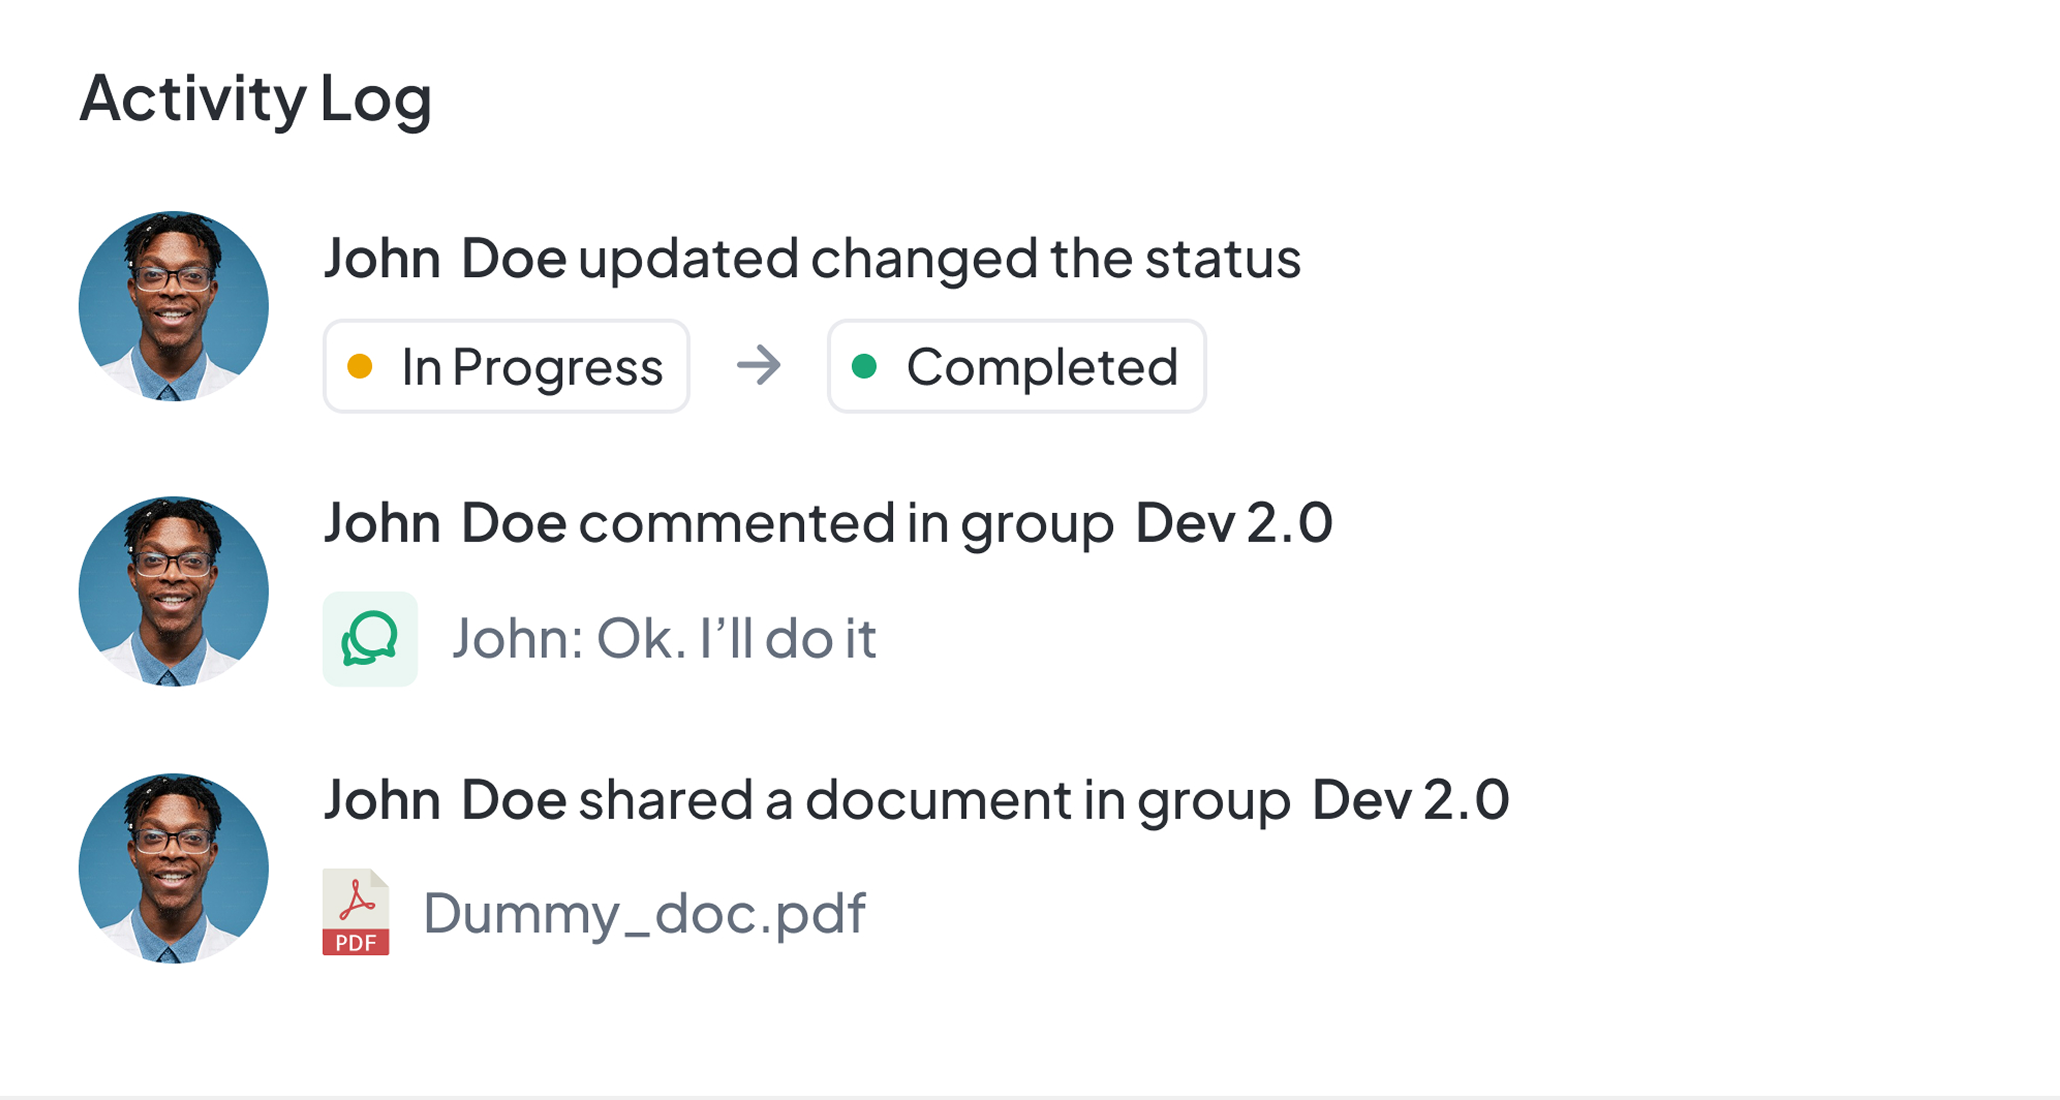 Activity Log
John Doe updated changed the status
In Progress → Completed
John Doe commented in group Dev 2.0
John: Ok. I’ll do it
John Doe shared a document in group Dev 2.0
PDF Dummy_doc.pdf